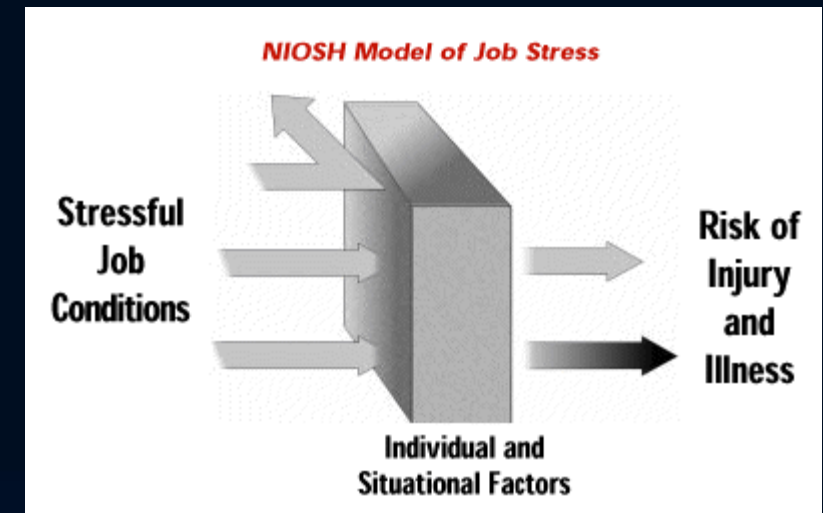 NIOSH Model of Job Stress
Stressful
Job
Conditions
Risk of
Injury
and
Illness
Individual and
Situational Factors